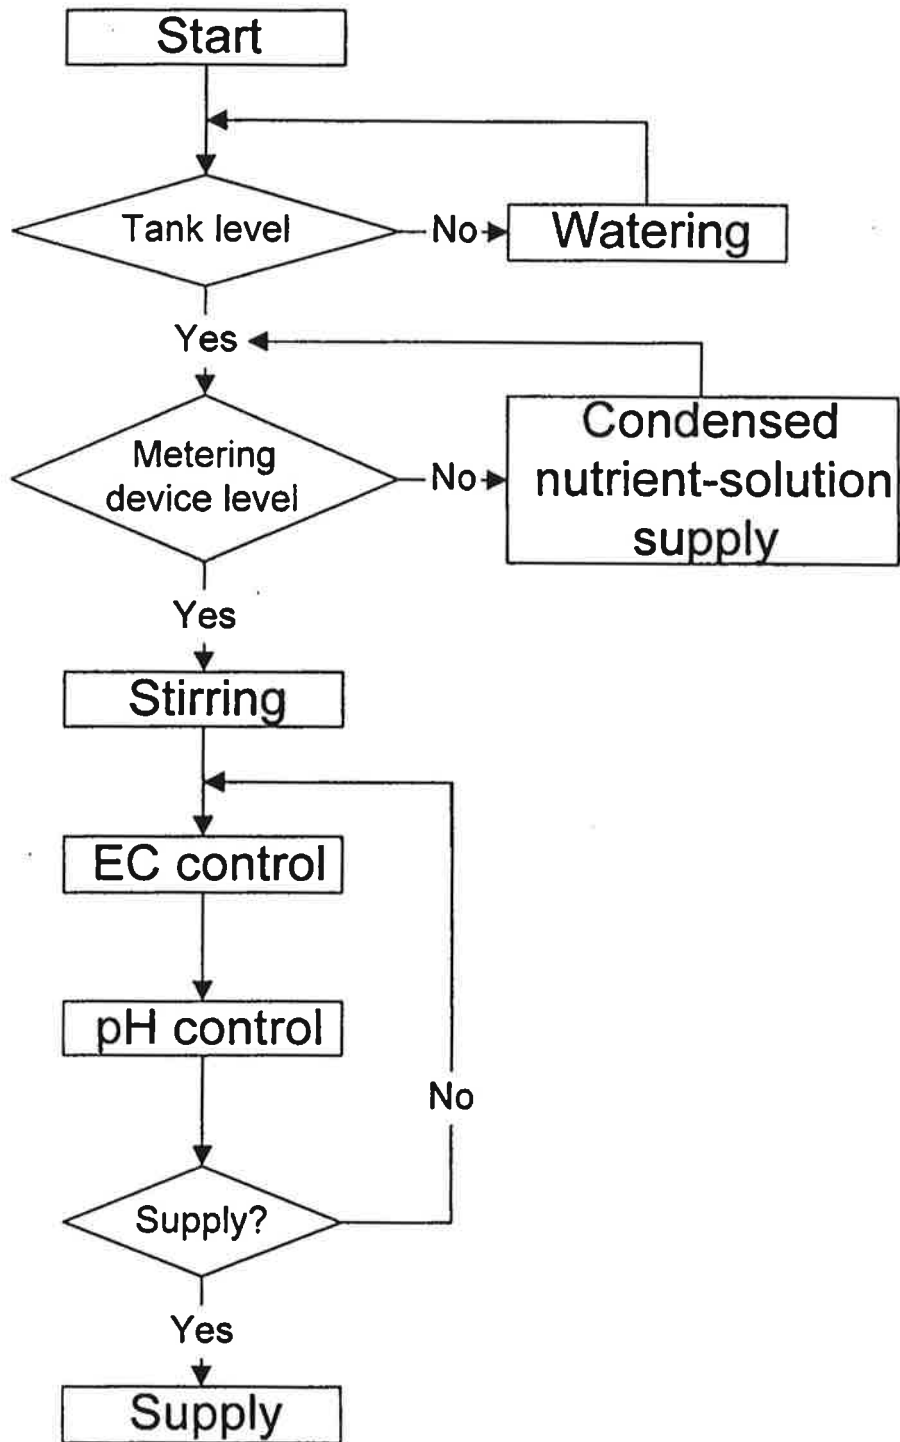 Start
Tank level
No
Watering
Yes
Metering
device level
No
Condensed
nutrient-solution
supply
Yes
Stirring
EC control
pH control
No
Supply?
Yes
Supply